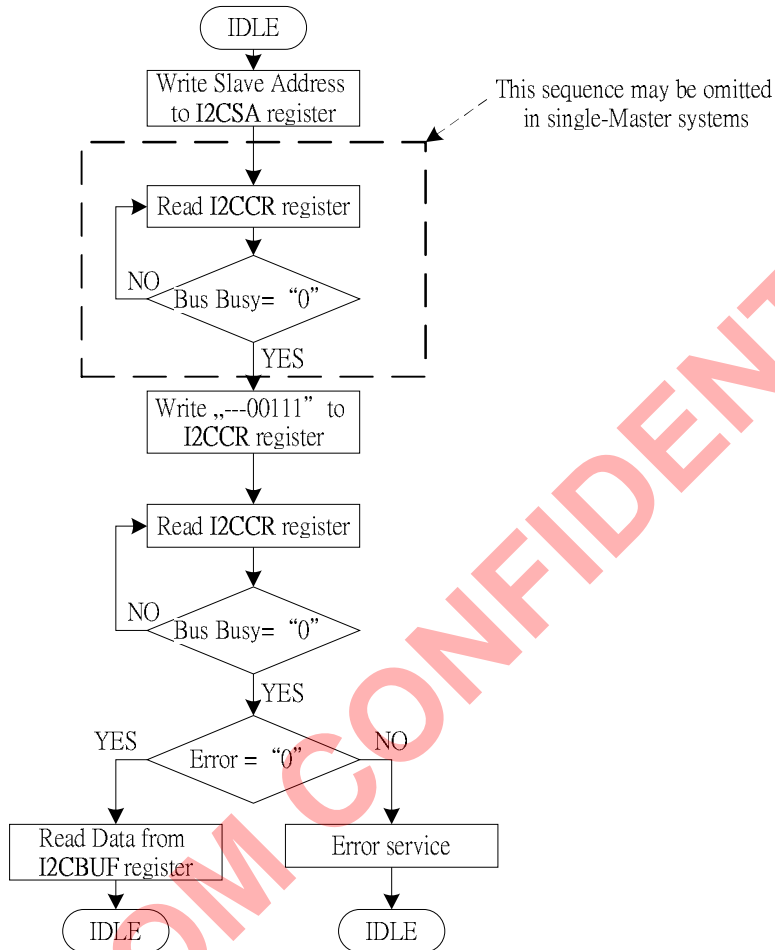 IDLE
Write Slave Address
to I2CSA register
This sequence may be omitted
in single-Master systems
Read I2CCR register
NO
Bus Busy= “0”
YES
Write „---00111” to
I2CCR register
Read I2CCR register
NO
Bus Busy= “0”
YES
YES
Error = “0”
NO
Read Data from
I2CBUF register
Error service
IDLE
IDLE
OM CONFIDENT